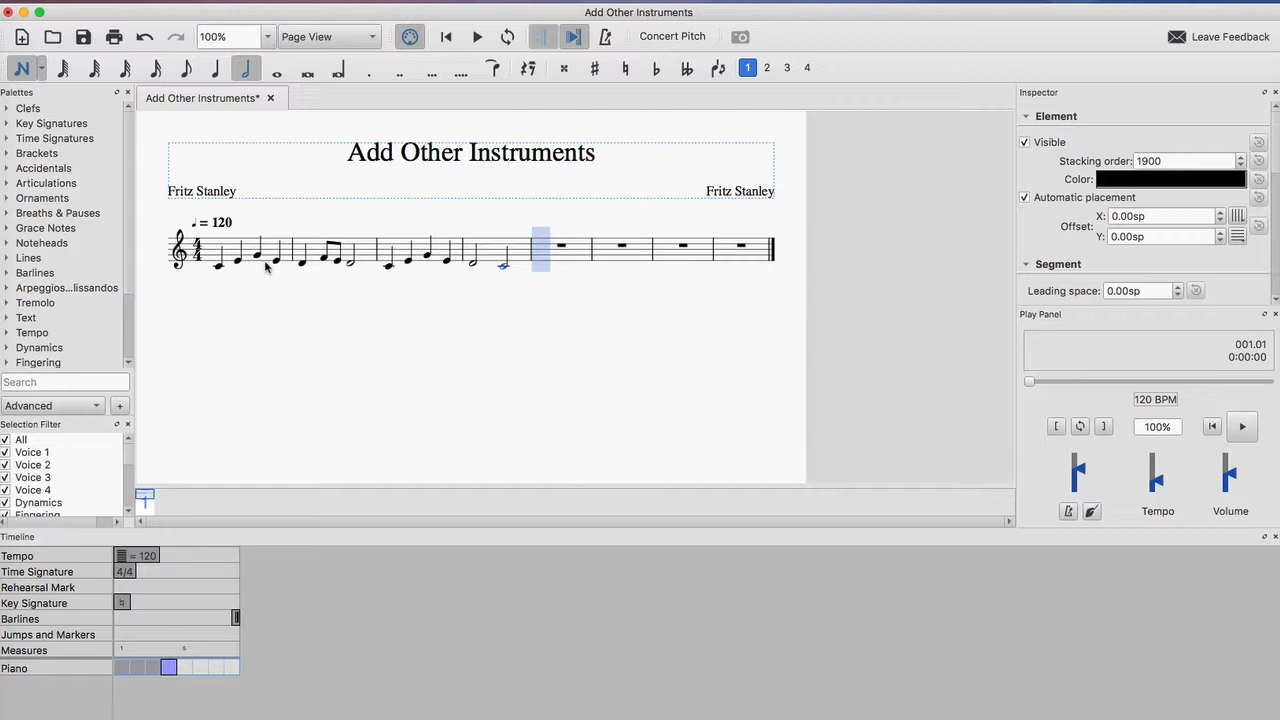 Add Other Instruments
100%
Page View
Concert Pitch
Leave Feedback
1 2 3 4
Palettes
Clefs
Key Signatures
Time Signatures
Brackets
Accidentals
Articulations
Ornaments
Breaths & Pauses
Grace Notes
Noteheads
Lines
Barlines
Arpeggios...lissandos
Tremolo
Text
Tempo
Dynamics
Fingering
Search
Advanced
+
Selection Filter
All
Voice 1
Voice 2
Voice 3
Voice 4
Dynamics
Fingering
Add Other Instruments*
Add Other Instruments
Fritz Stanley
Fritz Stanley
= 120
4
4
1
Inspector
Element
Visible
Stacking order: 1900
Color:
Automatic placement
Offset: X: 0.00sp
Y: 0.00sp
Segment
Leading space: 0.00sp
Play Panel
001.01
0:00:00
120 BPM
100%
Tempo
Volume
Timeline
Tempo = 120
Time Signature 4/4
Rehearsal Mark
Key Signature
Barlines
Jumps and Markers
Measures 1
Piano